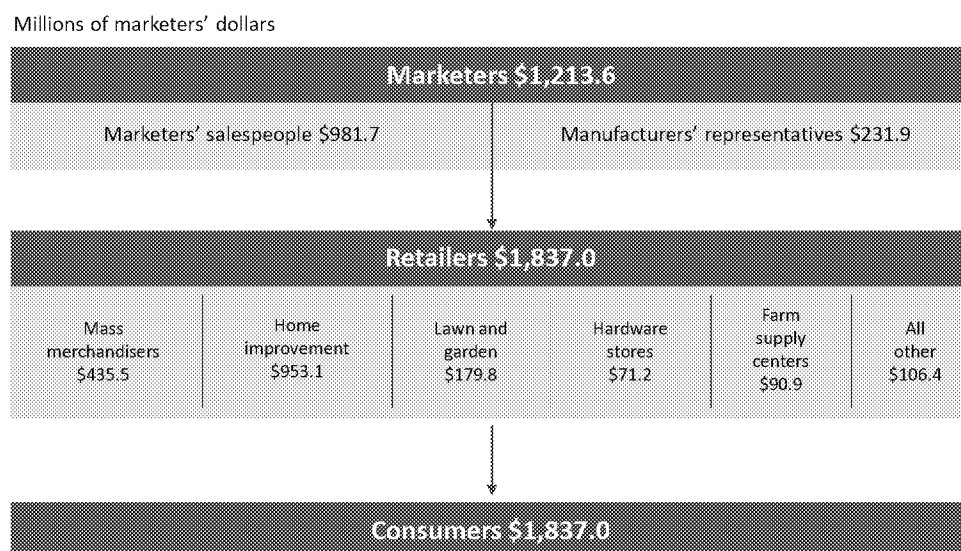 Millions of marketers' dollars
Marketers $1,213.6
Marketers' salespeople $981.7
Manufacturers' representatives $231.9
Retailers $1,837.0
Mass
merchandisers
$435.5
Home
improvement
$953.1
Lawn and
garden
$179.8
Hardware
stores
$71.2
Farm
supply
centers
$90.9
All
other
$106.4
Consumers $1,837.0